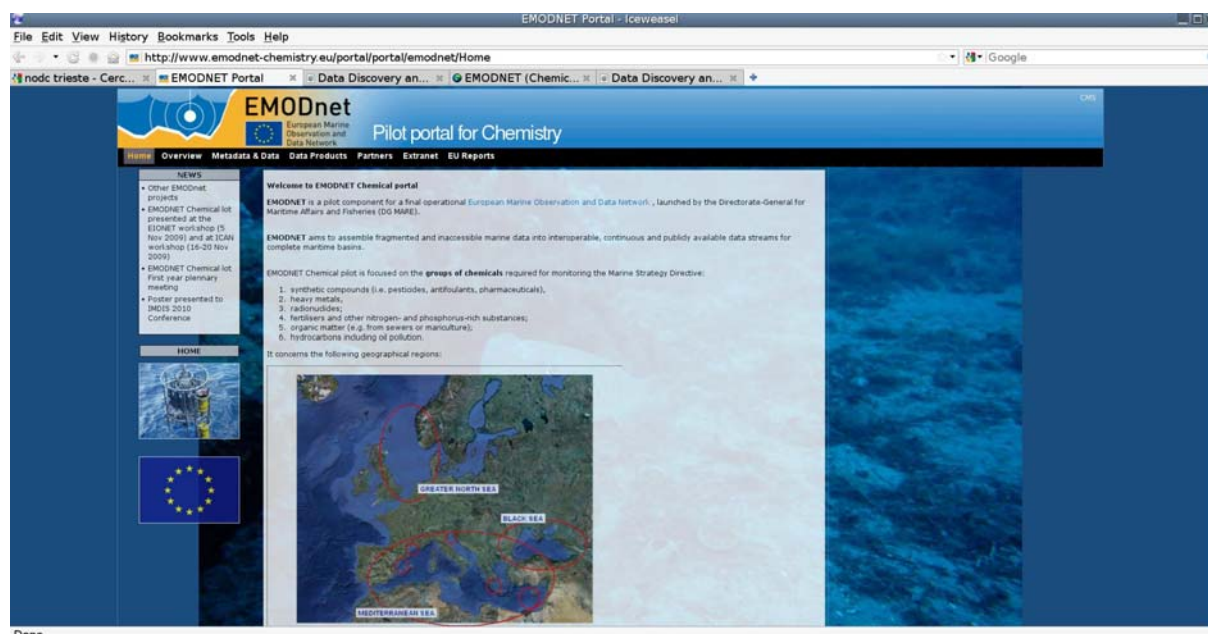 EMODNET Portal - Iceweasel
File Edit View History Bookmarks Tools Help
http://www.emodnet-chemistry.eu/portal/portal/emodnet/Home
Google
nodc trieste - Cerc...
EMODNET Portal
Data Discovery an...
EMODNET (Chemic...
Data Discovery an...
EMODnet
European Marine
Observation and
Data Network
Pilot portal for Chemistry
CMS
Home Overview Metadata & Data Data Products Partners Extranet EU Reports
NEWS
• Other EMODnet
projects
• EMODNET Chemical lot
presented at the
EIONET workshop (5
Nov 2009) and at ICAN
workshop (16-20 Nov
2009)
• EMODNET Chemical lot
First year plennary
meeting
• Poster presented to
IMDIS 2010
Conference
HOME
Welcome to EMODNET Chemical portal
EMODNET is a pilot component for a final operational European Marine Observation and Data Network , launched by the Directorate-General for
Maritime Affairs and Fisheries (DG MARE).
EMODNET aims to assemble fragmented and inaccessible marine data into interoperable, continuous and publicly available data streams for
complete maritime basins.
EMODNET Chemical pilot is focused on the groups of chemicals required for monitoring the Marine Strategy Directive:
1. synthetic compounds (i.e. pesticides, antifoulants, pharmaceuticals),
2. heavy metals,
3. radionuclides;
4. fertilisers and other nitrogen- and phosphorus-rich substances;
5. organic matter (e.g. from sewers or mariculture);
6. hydrocarbons including oil pollution.
It concerns the following geographical regions:
GREATER NORTH SEA
BLACK SEA
MEDITERRANEAN SEA
Done